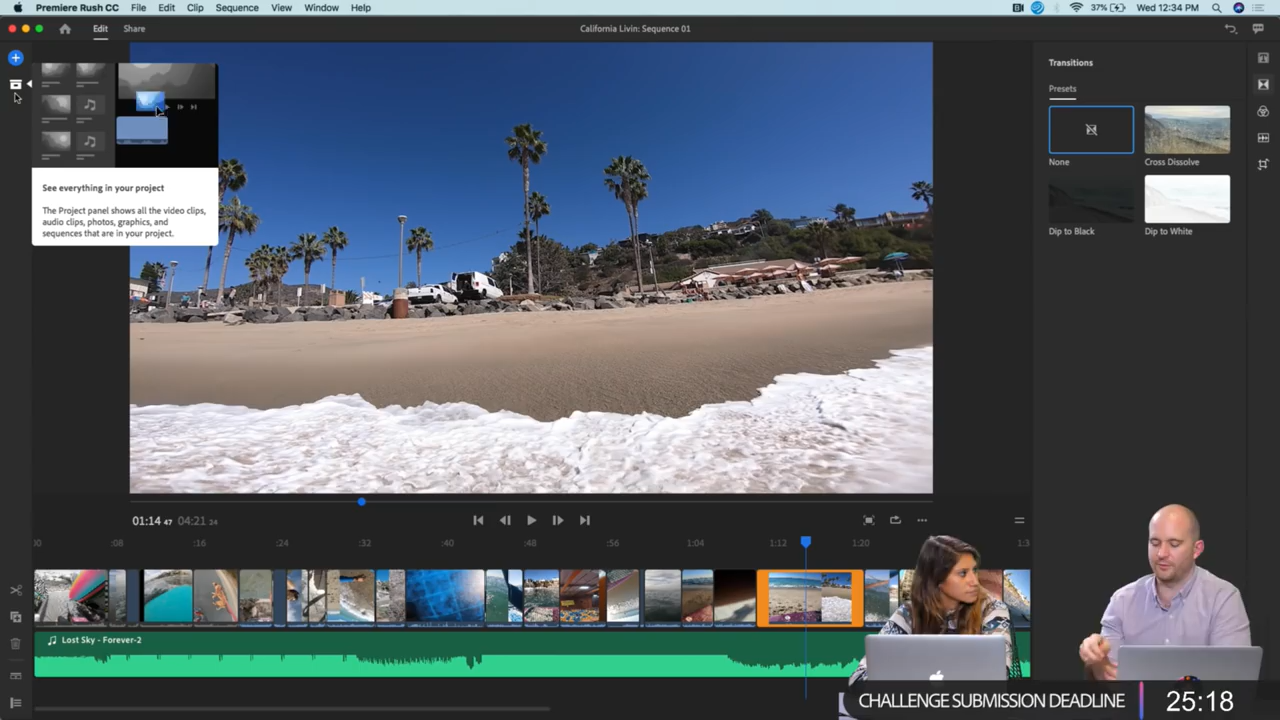 Premiere Rush CC File Edit Clip Sequence View Window Help 37% Wed 12:34 PM
Edit Share California Livin: Sequence 01
Transitions
Presets
None Cross Dissolve
Dip to Black Dip to White
See everything in your project
The Project panel shows all the video clips,
audio clips, photos, graphics, and
sequences that are in your project.
01:14 47 04:21 24
:00 :08 :16 :24 :32 :40 :48 :56 1:04 1:12 1:20
Lost Sky - Forever-2
CHALLENGE SUBMISSION DEADLINE 25:18